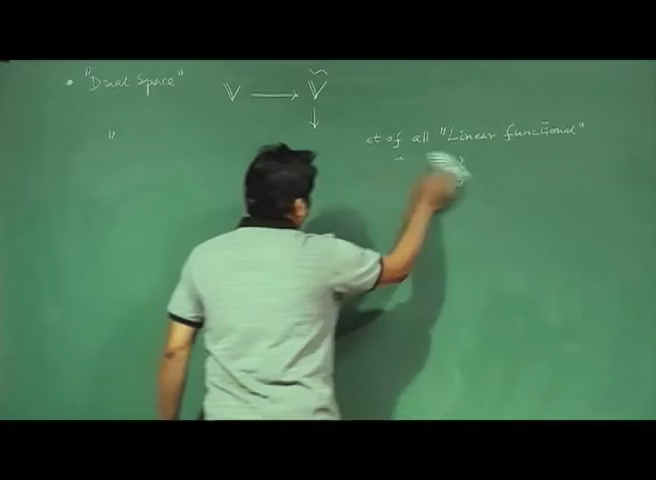 • "Dual Space" V → Ṽ
↓
et of all "Linear functional"
"